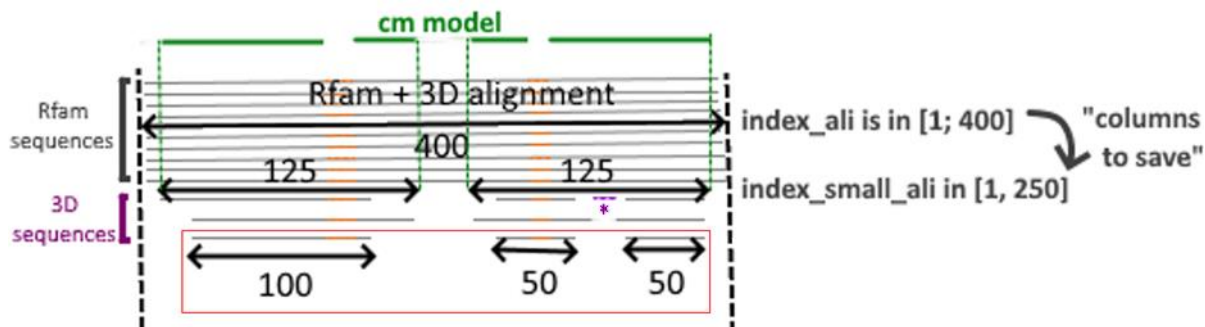 cm model
Rfam + 3D alignment
Rfam
sequences
400
125
125
index_ali is in [1; 400]
"columns
to save"
index_small_ali in [1, 250]
3D
sequences
*
100
50
50